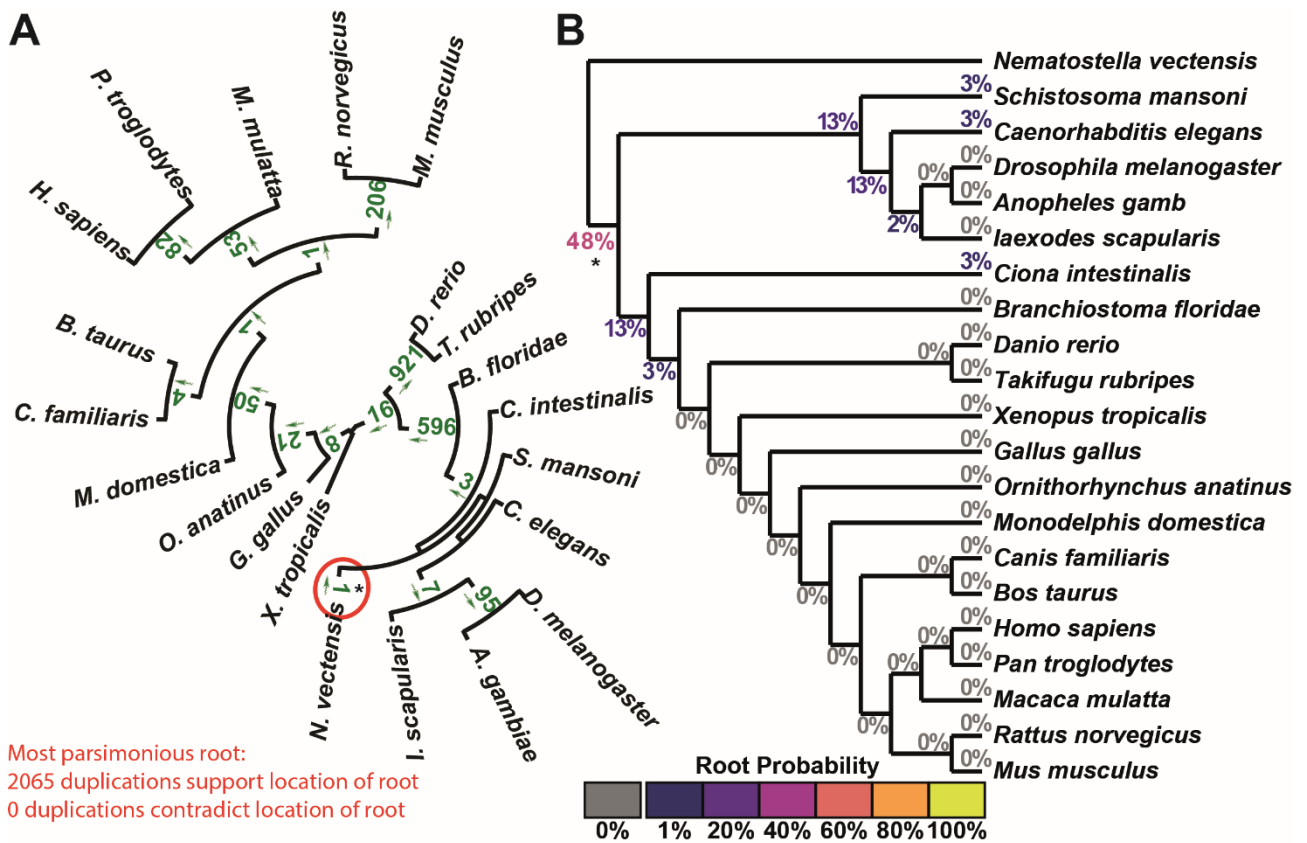 A
P. troglodytes
M. mulatta
R. norvegicus
M. musculus
H. sapiens
206
82
53
1
B. taurus
1
4
C. familiaris
50
M. domestica
21
O. anatinus
8
G. gallus
X. tropicalis
16
921
D. rerio
T. rubripes
596
B. floridae
C. intestinalis
3
S. mansoni
C. elegans
1
*
N. vectensis
7
I. scapularis
95
A. gambiae
D. melanogaster
Most parsimonious root:
2065 duplications support location of root
0 duplications contradict location of root
B
Nematostella vectensis
3%
Schistosoma mansoni
13%
3%
Caenorhabditis elegans
0%
0%
Drosophila melanogaster
13%
0%
Anopheles gamb
2%
0%
Iaexodes scapularis
48%
*
3%
Ciona intestinalis
0%
Branchiostoma floridae
13%
0%
0%
Danio rerio
3%
0%
Takifugu rubripes
0%
0%
Xenopus tropicalis
0%
0%
Gallus gallus
0%
0%
Ornithorhynchus anatinus
0%
0%
Monodelphis domestica
0%
0%
0%
Canis familiaris
0%
0%
Bos taurus
0%
0%
Homo sapiens
0%
0%
0%
Pan troglodytes
0%
Macaca mulatta
0%
0%
0%
Rattus norvegicus
0%
Mus musculus
Root Probability
0% 1% 20% 40% 60% 80% 100%